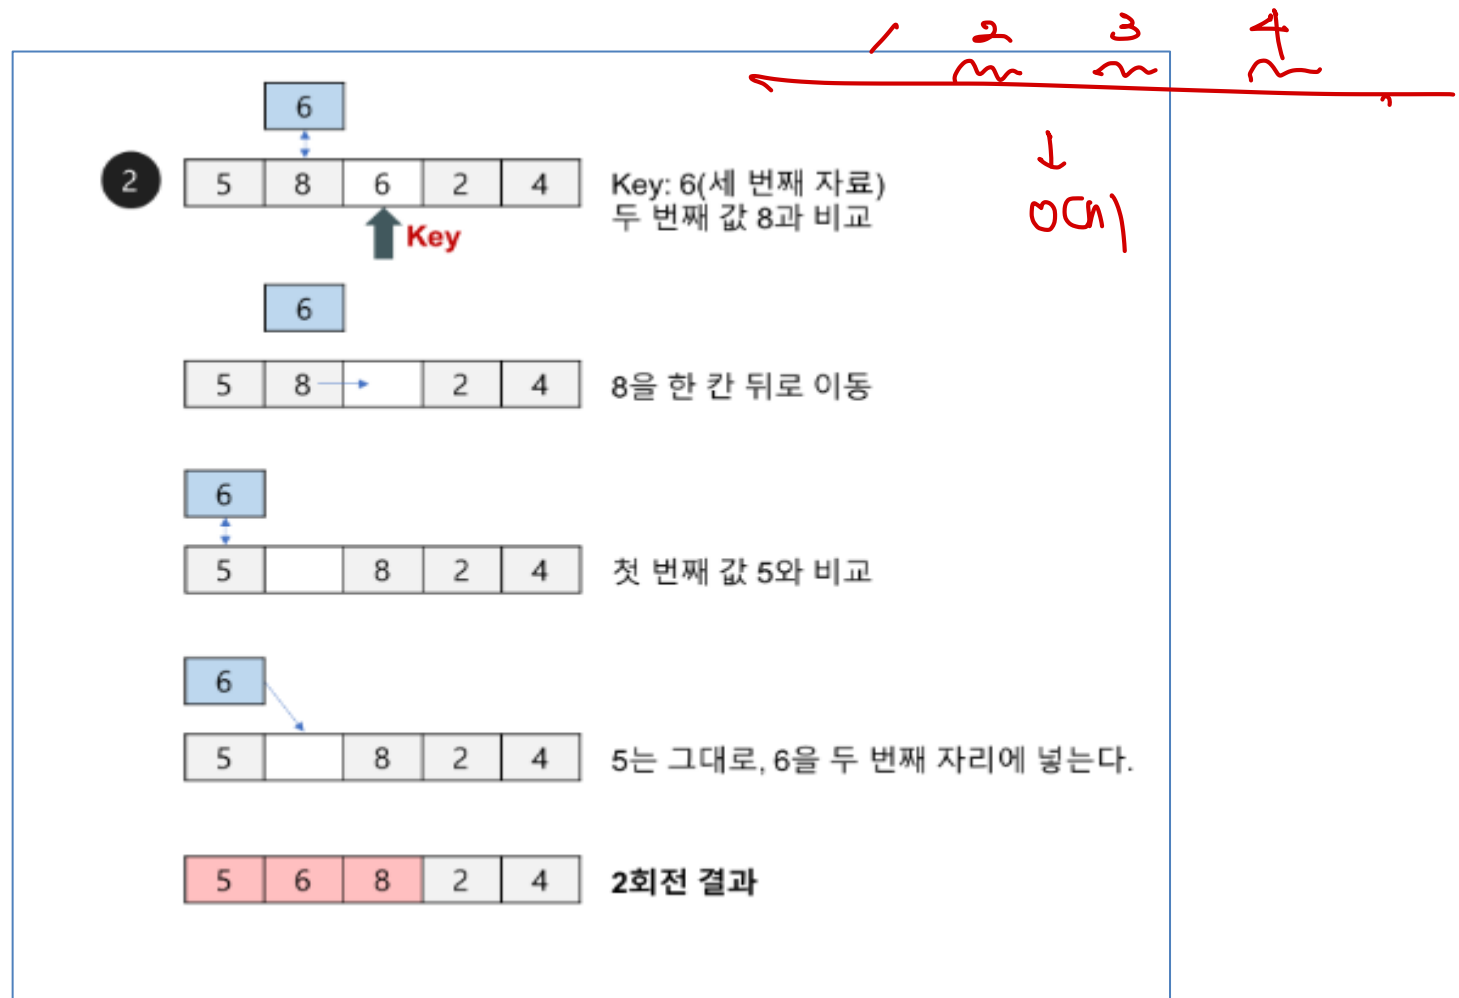 1 2 3 4
6
2 5 8 6 2 4 Key: 6(세 번째 자료)
두 번째 값 8과 비교
Key
O(n)
6
5 8 2 4 8을 한 칸 뒤로 이동
6
5 8 2 4 첫 번째 값 5와 비교
6
5 8 2 4 5는 그대로, 6을 두 번째 자리에 넣는다.
5 6 8 2 4 2회전 결과